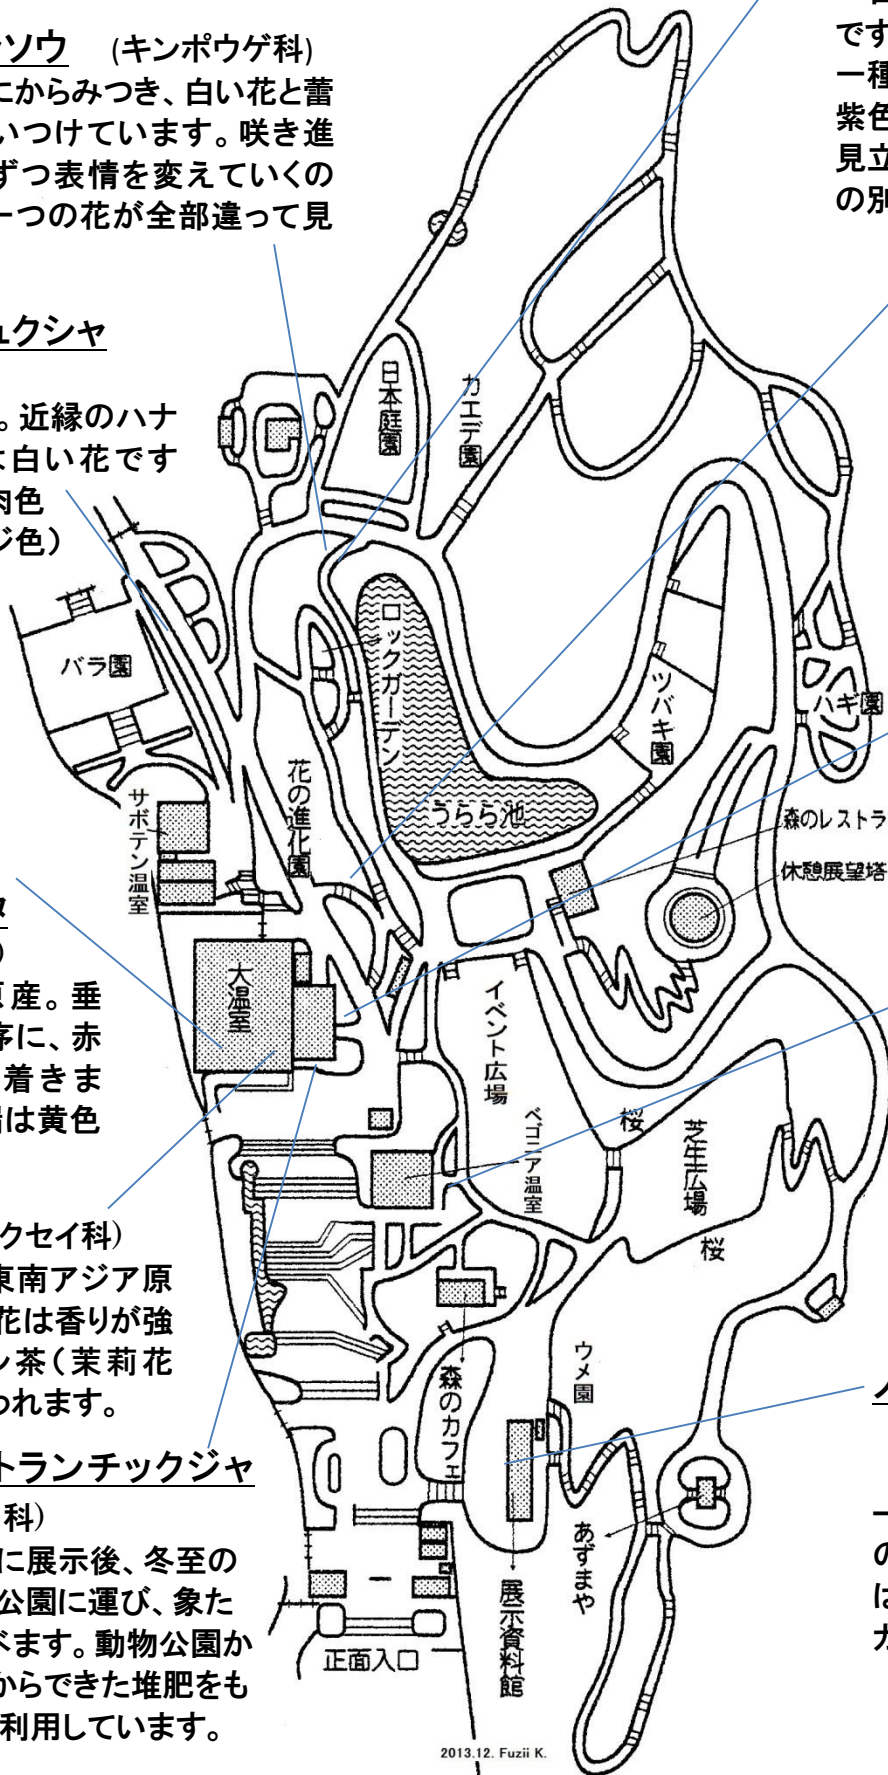 ソウ (キンポウゲ科)
にからみつき、白い花と蕾
いつけています。咲き進
ずつ表情を変えていくの
一つの花が全部違って見
です
一種
紫色
見立
の別
ュクシャ
。近縁のハナ
は白い花です
肉色
ジ色)
日本庭園
カエデ園
バラ園
ロックガーデン
ツバキ園
ハギ園
花の進化園
うらら池
サボテン温室
森のレストラ
休憩展望塔
)
原産。垂
序に、赤
着きま
は黄色
大温室
イベント広場
ベゴニア温室
桜
芝生広場
桜
クセイ科)
東南アジア原
花は香りが強
ン茶(茉莉花
われます。
ウメ園
森のカフェ
トランチックジャ
科)
に展示後、冬至の
公園に運び、象た
べます。動物公園か
からできた堆肥をも
利用しています。
あずまや
展示資料館
正面入口
一
の
は
カ
2013.12. Fuzii K.